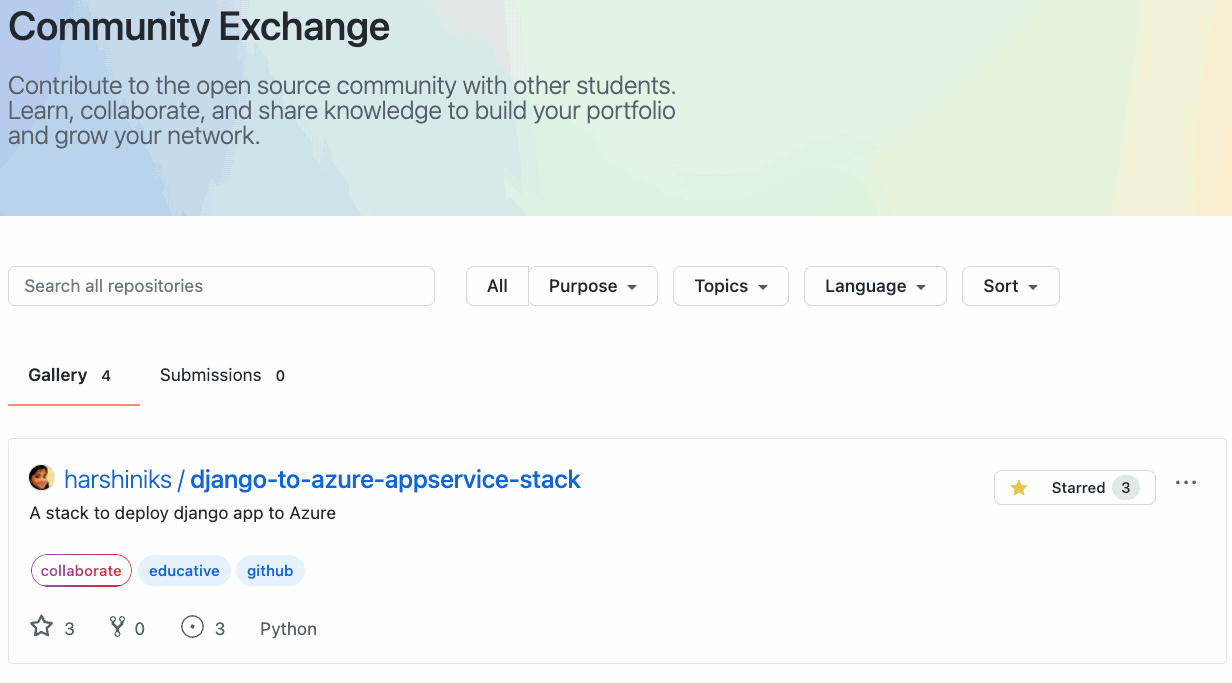 Community Exchange
Contribute to the open source community with other students.
Learn, collaborate, and share knowledge to build your portfolio
and grow your network.
Search all repositories All Purpose Topics Language Sort
Gallery 4 Submissions 0
harshiniks / django-to-azure-appservice-stack
Starred 3
A stack to deploy django app to Azure
collaborate educative github
3 0 3 Python